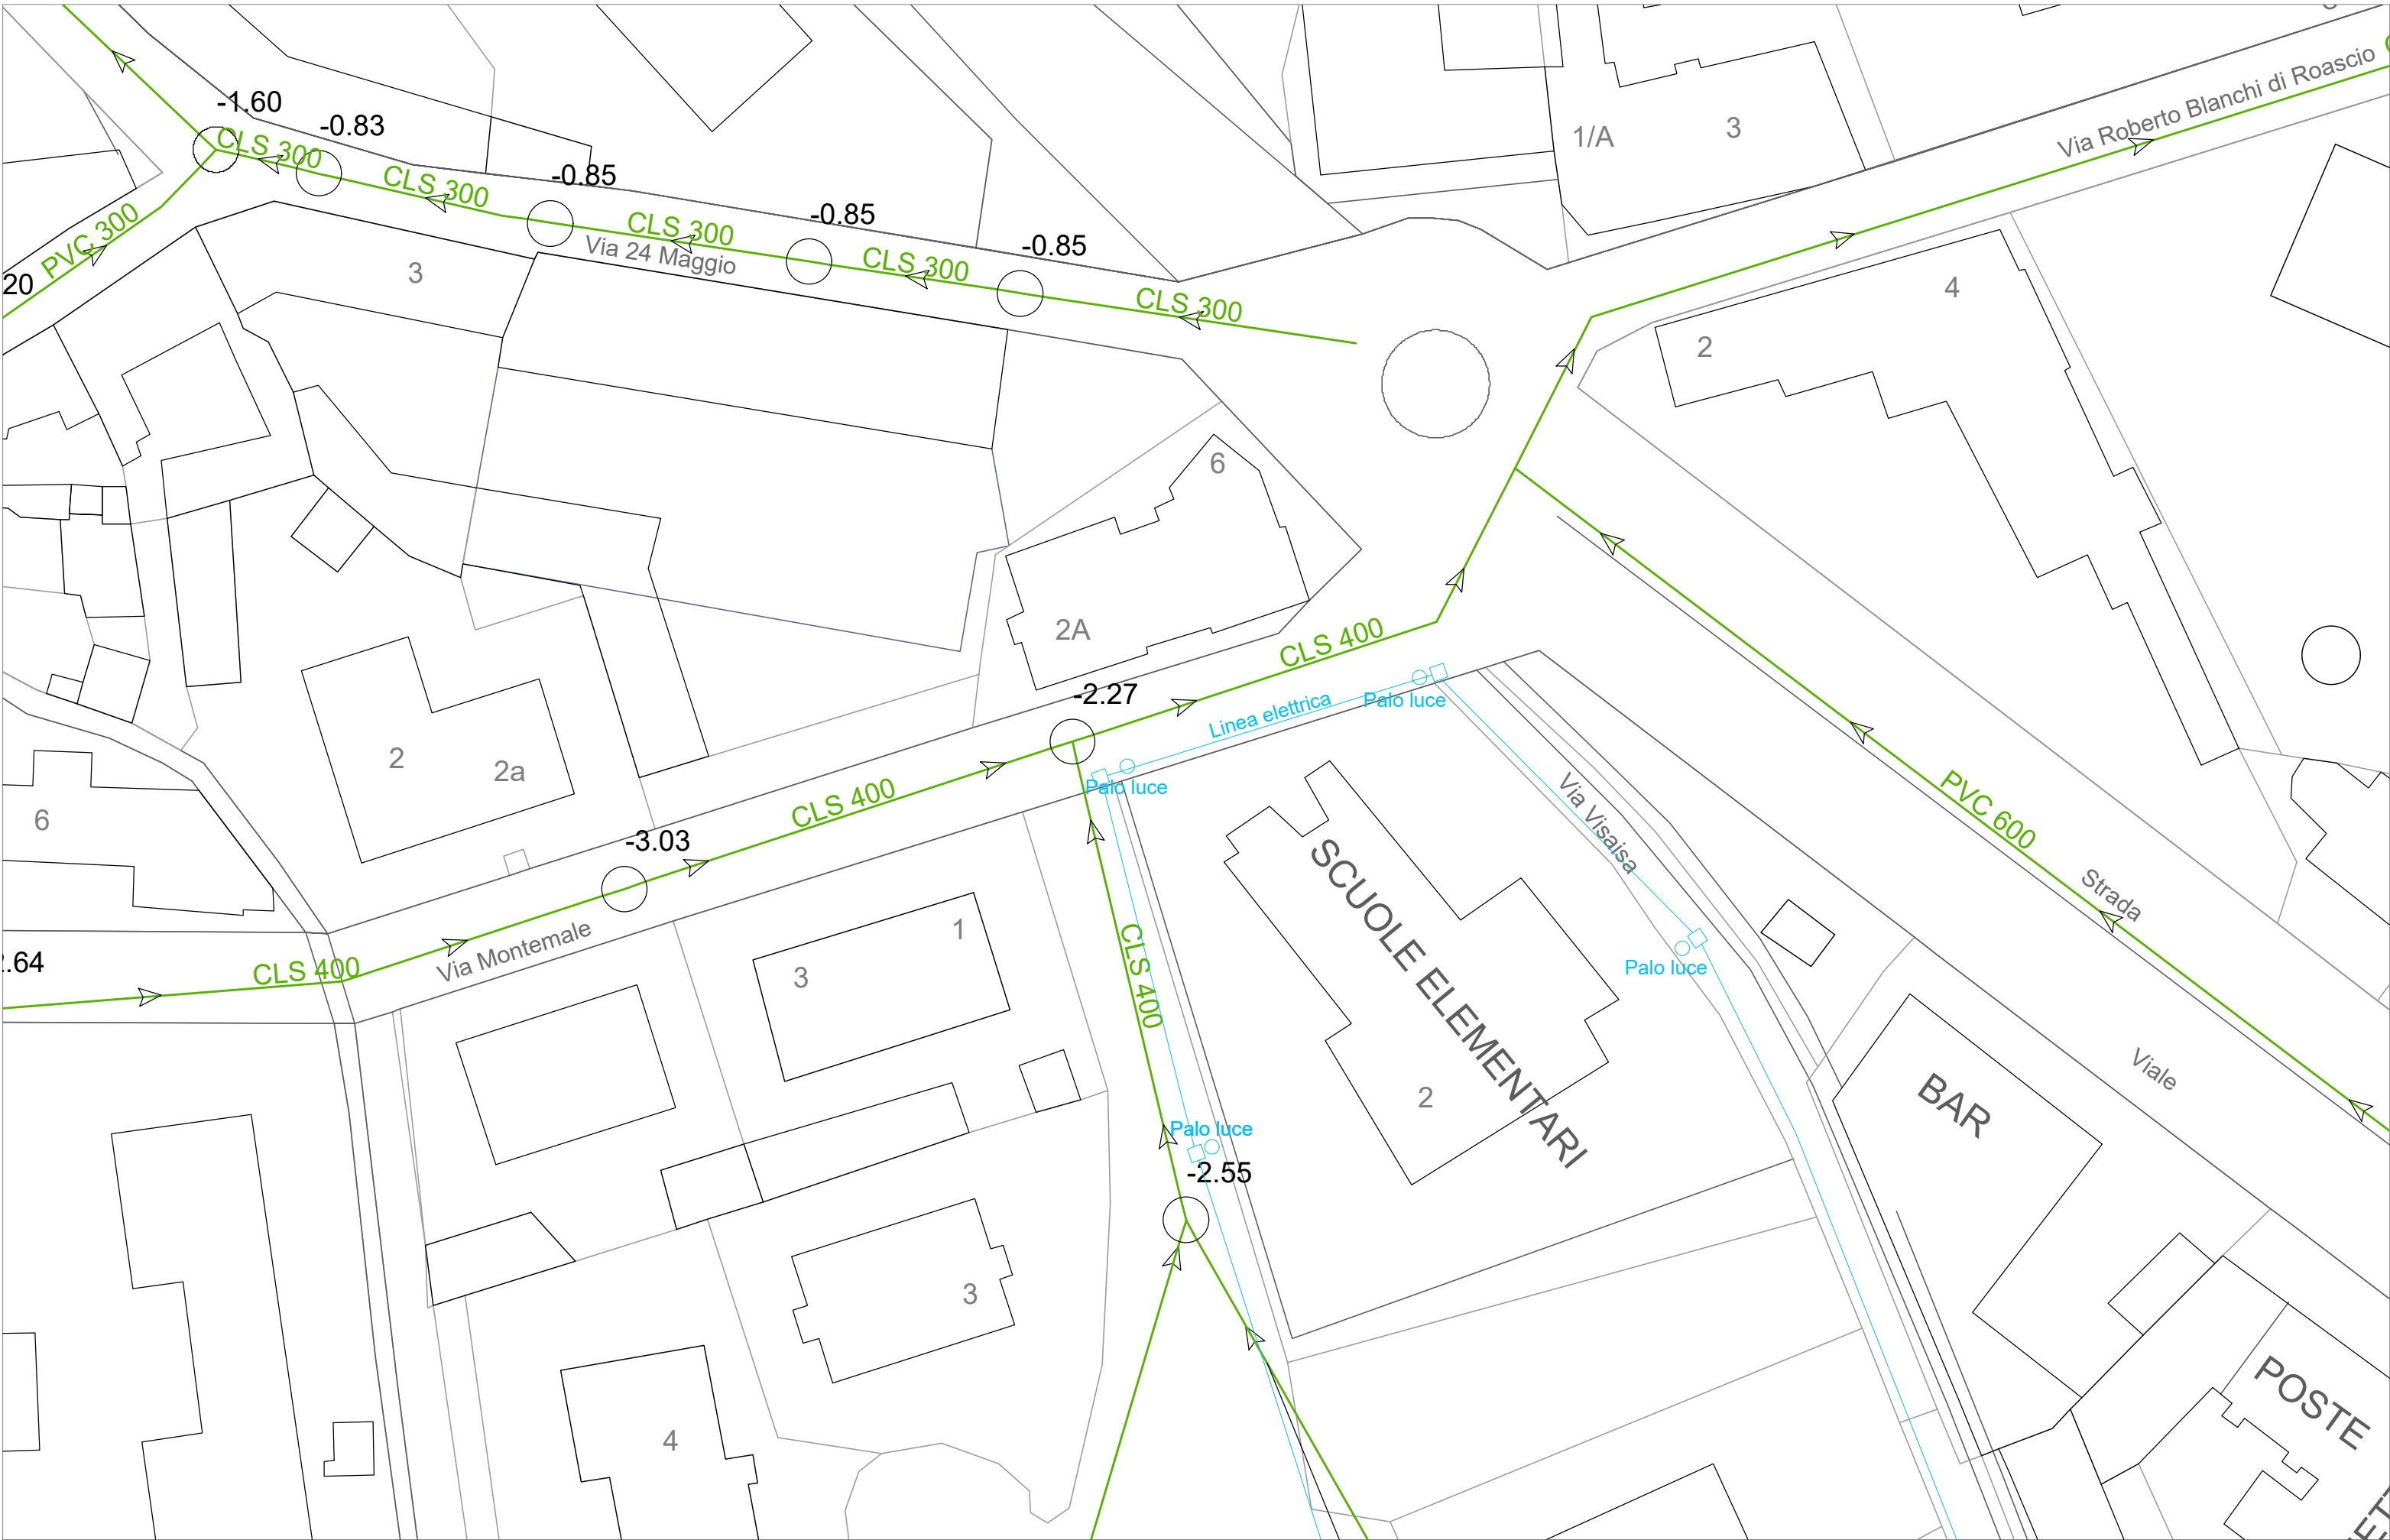 Via Roberto Blanchi di Roascio
-1.60
-0.83
CLS 300
1/A
3
CLS 300
-0.85
-0.85
-0.85
PVC 300
CLS 300
Via 24 Maggio
CLS 300
CLS 300
20
3
4
2
6
2A
CLS 400
-2.27
Linea elettrica
Palo luce
Palo luce
2
2a
CLS 400
6
-3.03
Via Visaisa
PVC 600
Strada
SCUOLE ELEMENTARI
Via Montemale
CLS 400
.64
1
3
CLS 400
Palo luce
Viale
BAR
2
Palo luce
-2.55
3
4
POSTE